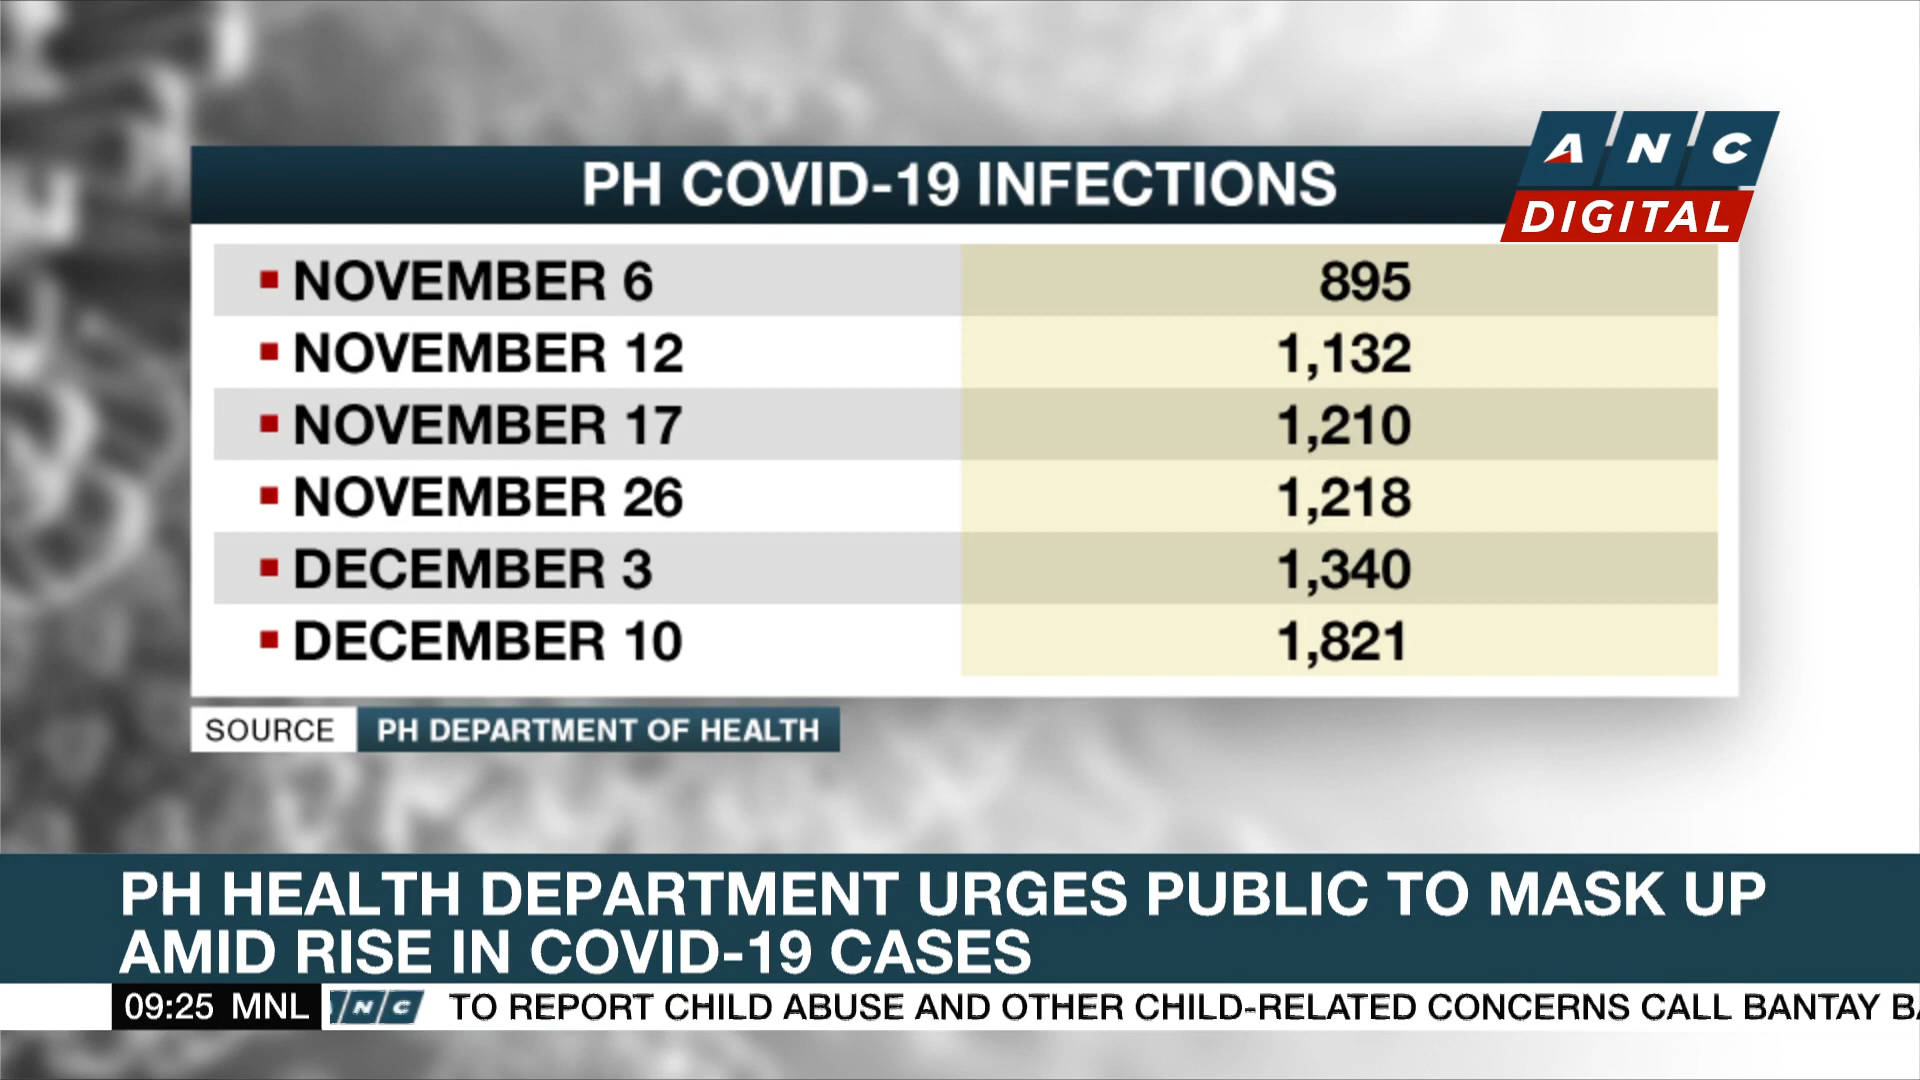 ANC
DIGITAL
PH COVID-19 INFECTIONS
NOVEMBER 6 895
NOVEMBER 12 1,132
NOVEMBER 17 1,210
NOVEMBER 26 1,218
DECEMBER 3 1,340
DECEMBER 10 1,821
SOURCE PH DEPARTMENT OF HEALTH
PH HEALTH DEPARTMENT URGES PUBLIC TO MASK UP
AMID RISE IN COVID-19 CASES
09:25 MNL ANC TO REPORT CHILD ABUSE AND OTHER CHILD-RELATED CONCERNS CALL BANTAY